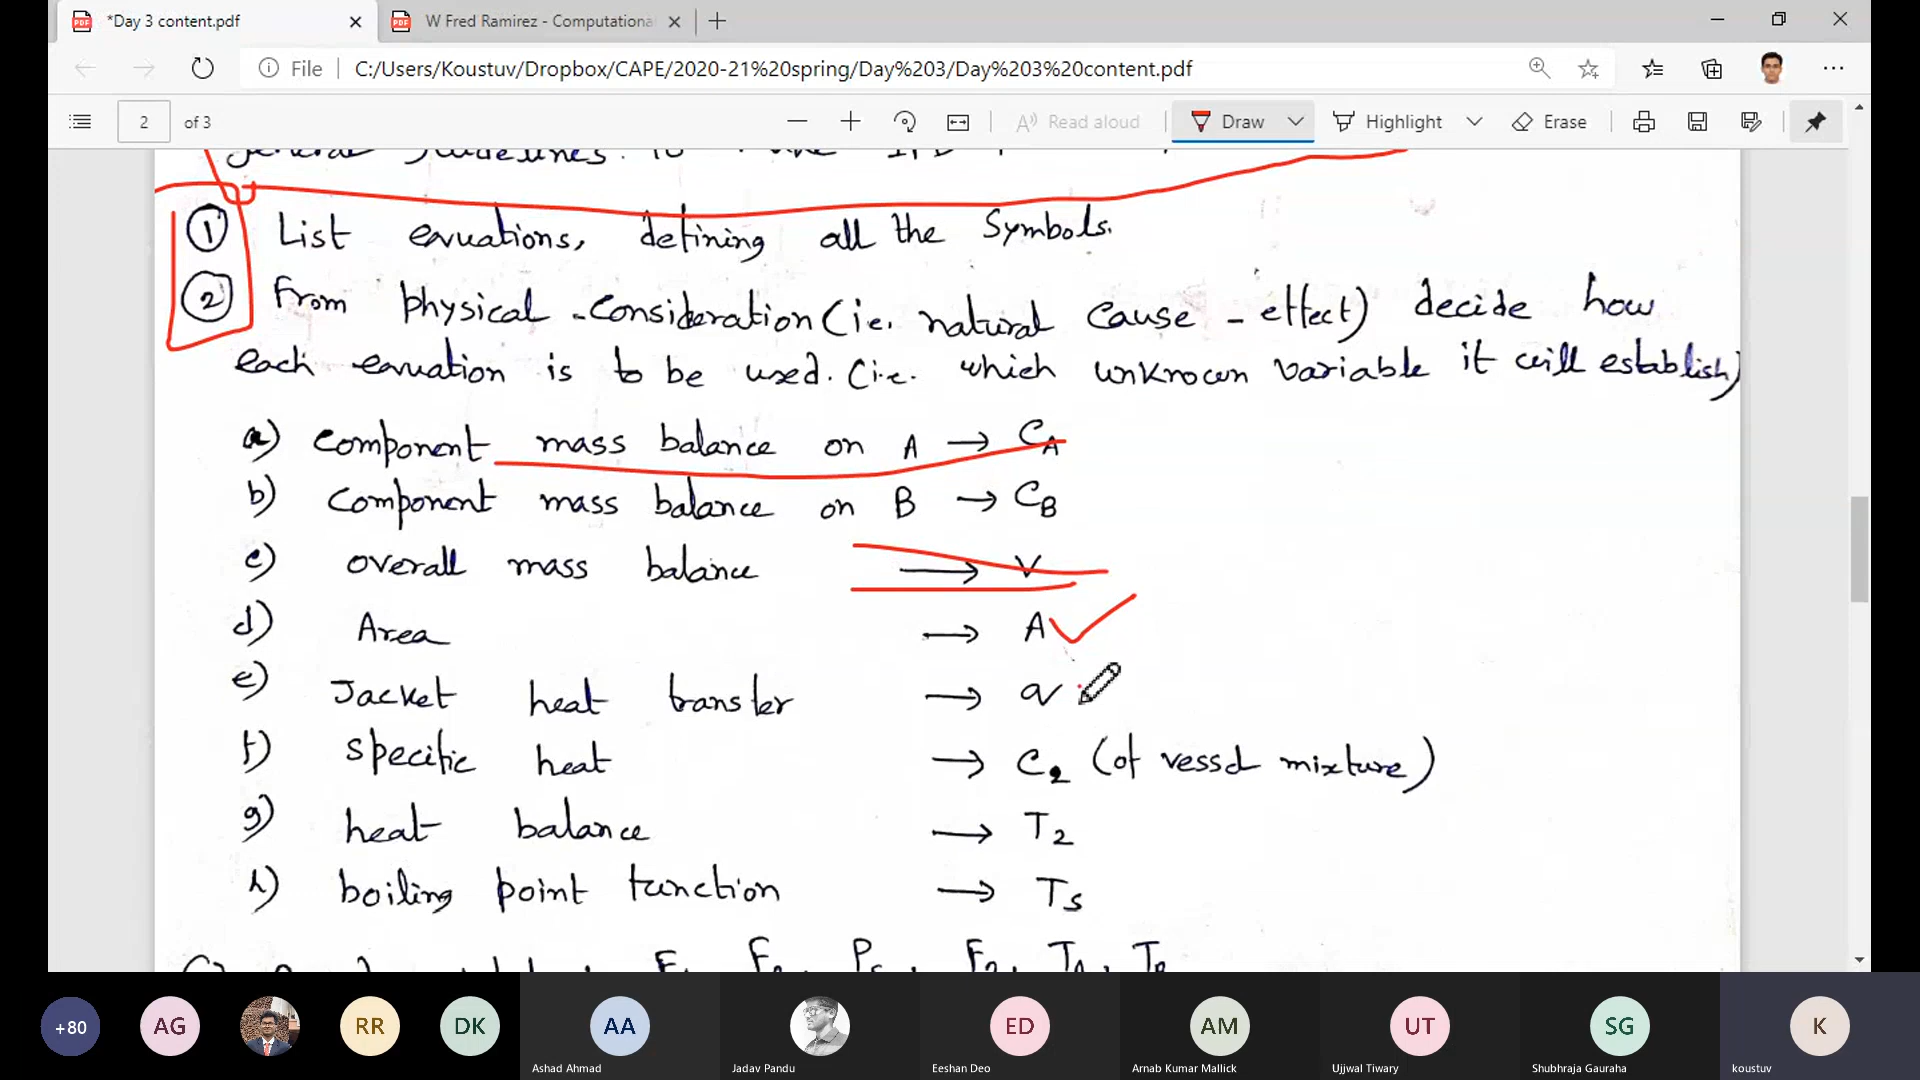 *Day 3 content.pdf
W Fred Ramirez - Computationa
File
C:/Users/Koustuv/Dropbox/CAPE/2020-21%20spring/Day%203/Day%203%20content.pdf
2 of 3
Read aloud
Draw
Highlight
Erase
General Guidelines to
1 List equations, defining all the symbols.
2 From physical consideration (i.e. natural cause - effect) decide how
each equation is to be used. (i.e. which unknown variable it will establish)
a) Component mass balance on A → CA
b) Component mass balance on B → CB
c) overall mass balance → V
d) Area → A
e) Jacket heat transfer → q
f) specific heat → C2 (of vessel mixture)
g) heat balance → T2
h) boiling point function → Ts
+80
AG
RR
DK
AA
ED
AM
UT
SG
K
Ashad Ahmad
Jadav Pandu
Eeshan Deo
Arnab Kumar Mallick
Ujjwal Tiwary
Shubhraja Gauraha
koustuv